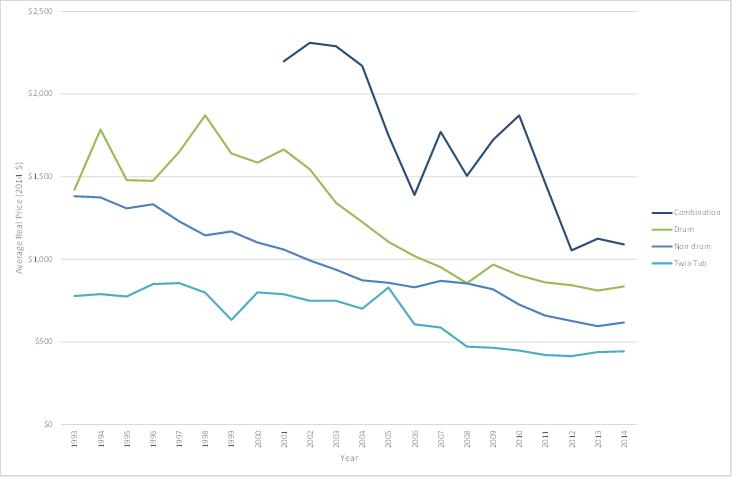 $2,500
$2,000
$1,500
$1,000
$500
$0
Average Real Price (2014 $)
1993 1994 1995 1996 1997 1998 1999 2000 2001 2002 2003 2004 2005 2006 2007 2008 2009 2010 2011 2012 2013 2014
Year
Combination
Drum
Non drum
Twin Tub